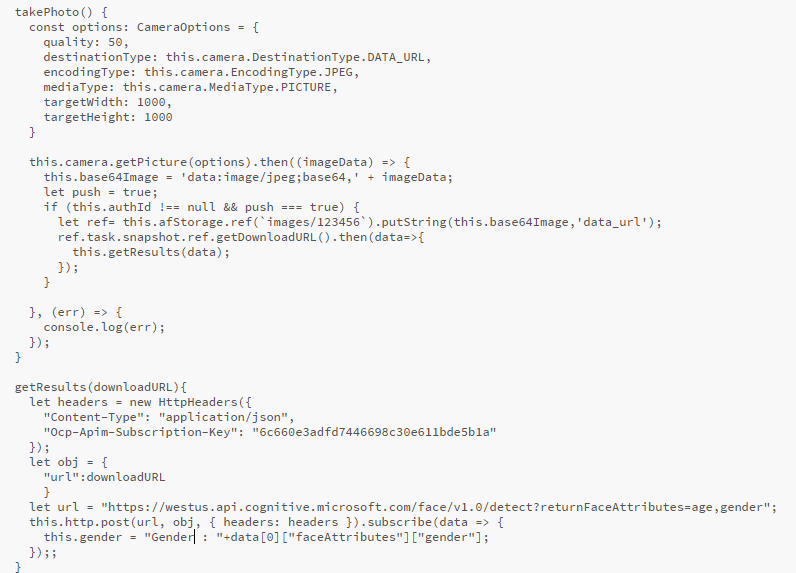 takePhoto() {
const options: CameraOptions = {
quality: 50,
destinationType: this.camera.DestinationType.DATA_URL,
encodingType: this.camera.EncodingType.JPEG,
mediaType: this.camera.MediaType.PICTURE,
targetWidth: 1000,
targetHeight: 1000
}
this.camera.getPicture(options).then((imageData) => {
this.base64Image = 'data:image/jpeg;base64,' + imageData;
let push = true;
if (this.authId !== null && push === true) {
let ref= this.afStorage.ref(`images/123456`).putString(this.base64Image,'data_url');
ref.task.snapshot.ref.getDownloadURL().then(data=>{
this.getResults(data);
});
}
}, (err) => {
console.log(err);
});
}
getResults(downloadURL){
let headers = new HttpHeaders({
"Content-Type": "application/json",
"Ocp-Apim-Subscription-Key": "6c660e3adfd7446698c30e611bde5b1a"
});
let obj = {
"url":downloadURL
}
let url = "https://westus.api.cognitive.microsoft.com/face/v1.0/detect?returnFaceAttributes=age,gender";
this.http.post(url, obj, { headers: headers }).subscribe(data => {
this.gender = "Gender : "+data[0]["faceAttributes"]["gender"];
});;
}